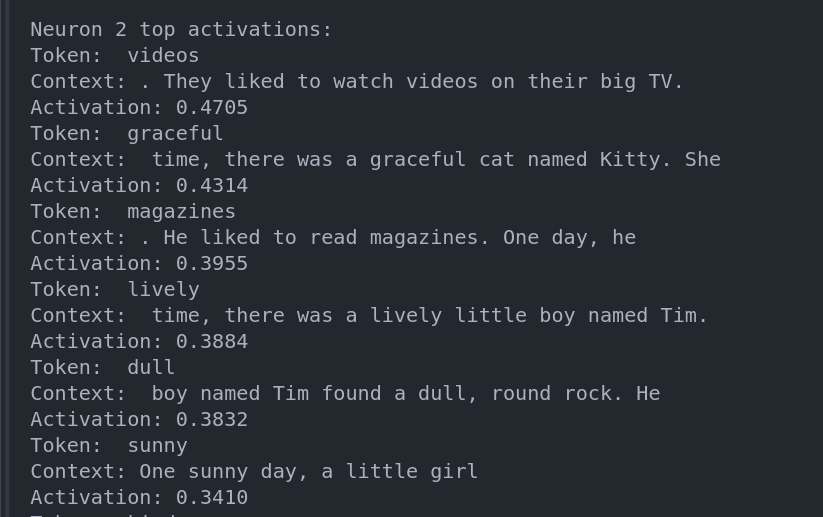 Neuron 2 top activations:
Token:  videos
Context: . They liked to watch videos on their big TV.
Activation: 0.4705
Token:  graceful
Context:  time, there was a graceful cat named Kitty. She
Activation: 0.4314
Token:  magazines
Context: . He liked to read magazines. One day, he
Activation: 0.3955
Token:  lively
Context:  time, there was a lively little boy named Tim.
Activation: 0.3884
Token:  dull
Context:  boy named Tim found a dull, round rock. He
Activation: 0.3832
Token:  sunny
Context: One sunny day, a little girl
Activation: 0.3410